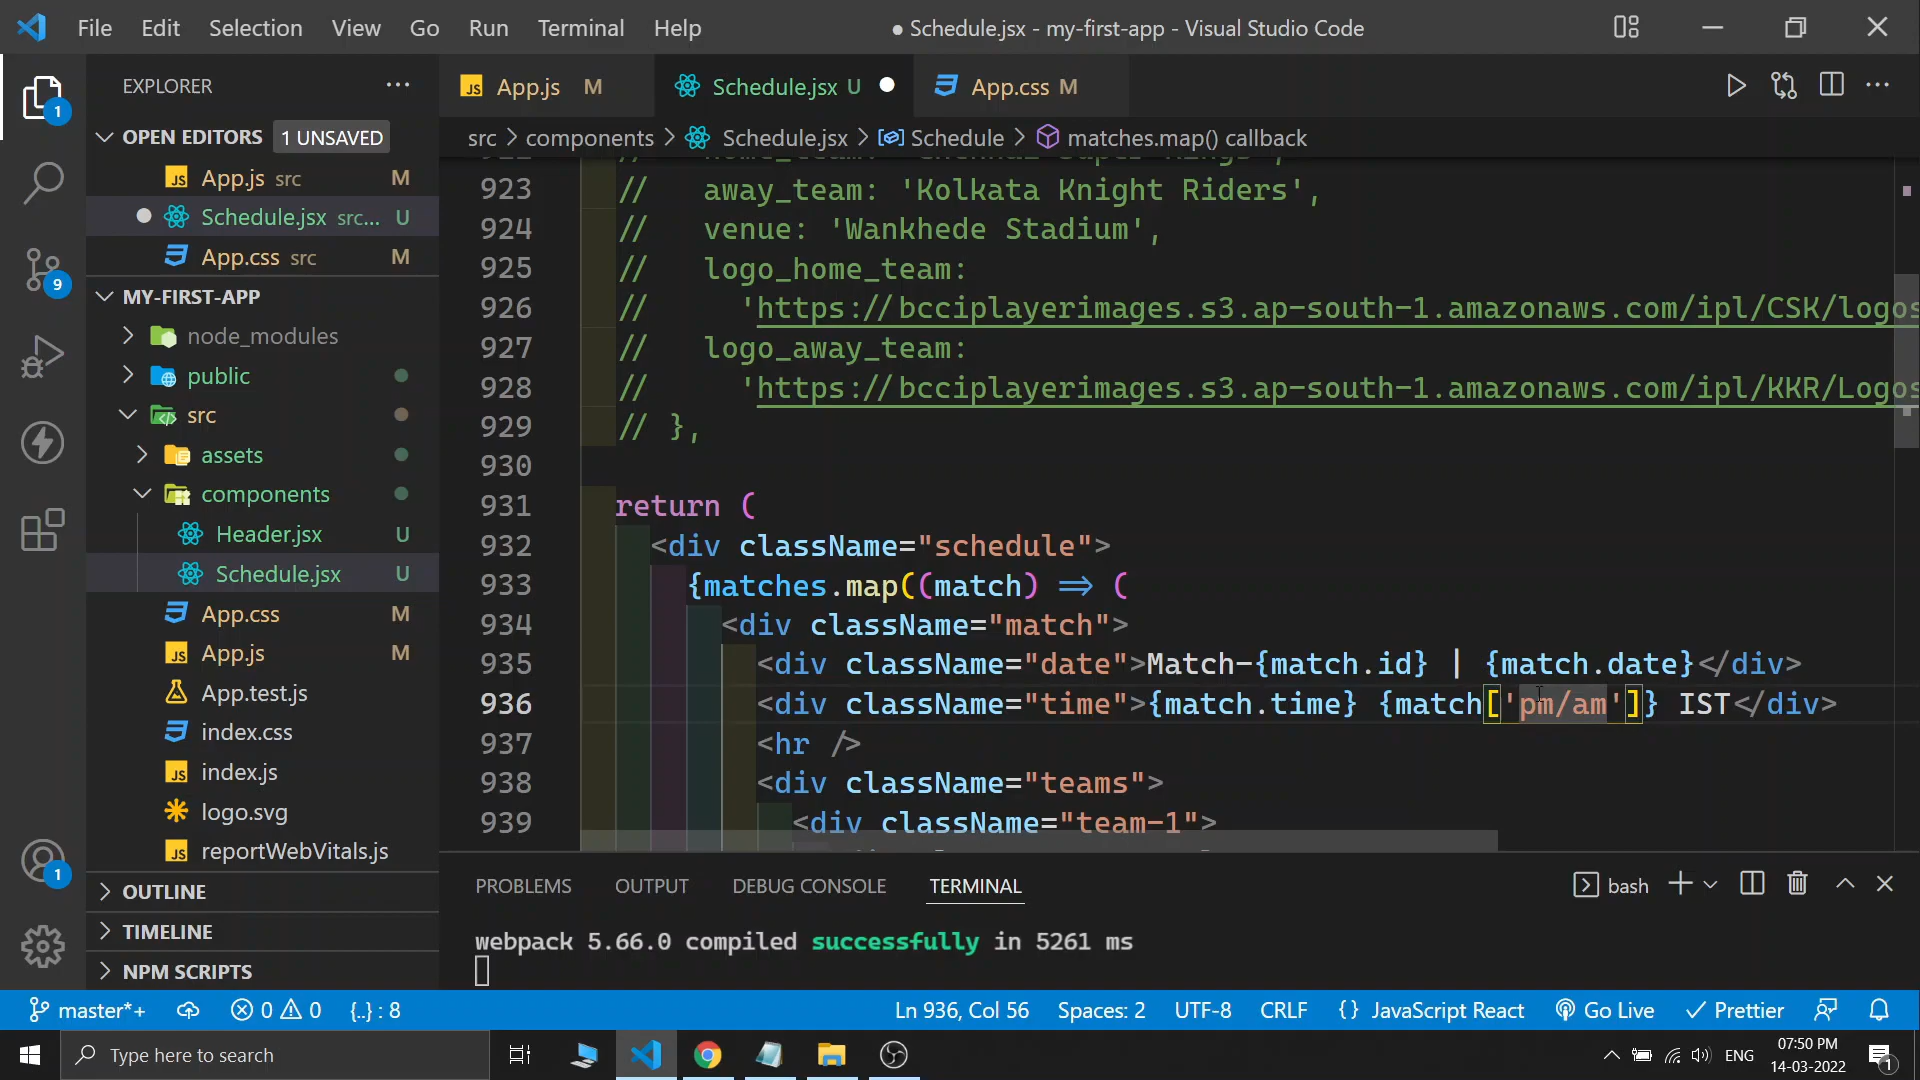 File Edit Selection View Go Run Terminal Help
● Schedule.jsx - my-first-app - Visual Studio Code
EXPLORER
OPEN EDITORS 1 UNSAVED
App.js src M
Schedule.jsx src... U
App.css src M
MY-FIRST-APP
node_modules
public
src
assets
components
Header.jsx U
Schedule.jsx U
App.css M
App.js M
App.test.js
index.css
index.js
logo.svg
reportWebVitals.js
OUTLINE
TIMELINE
NPM SCRIPTS
1
9
1
App.js M
Schedule.jsx U
App.css M
src > components > Schedule.jsx > Schedule > matches.map() callback
923 // away_team: 'Kolkata Knight Riders',
924 // venue: 'Wankhede Stadium',
925 // logo_home_team:
926 // 'https://bcciplayerimages.s3.ap-south-1.amazonaws.com/ipl/CSK/logos
927 // logo_away_team:
928 // 'https://bcciplayerimages.s3.ap-south-1.amazonaws.com/ipl/KKR/Logos
929 // },
930
931 return (
932 <div className="schedule">
933 {matches.map((match) => (
934 <div className="match">
935 <div className="date">Match-{match.id} | {match.date}</div>
936 <div className="time">{match.time} {match['pm/am']} IST</div>
937 <hr />
938 <div className="teams">
939 <div className="team-1">
PROBLEMS OUTPUT DEBUG CONSOLE TERMINAL
bash
webpack 5.66.0 compiled successfully in 5261 ms
master*+ 0 0 {..} : 8
Ln 936, Col 56 Spaces: 2 UTF-8 CRLF {} JavaScript React Go Live Prettier
Type here to search
ENG
07:50 PM
14-03-2022
1